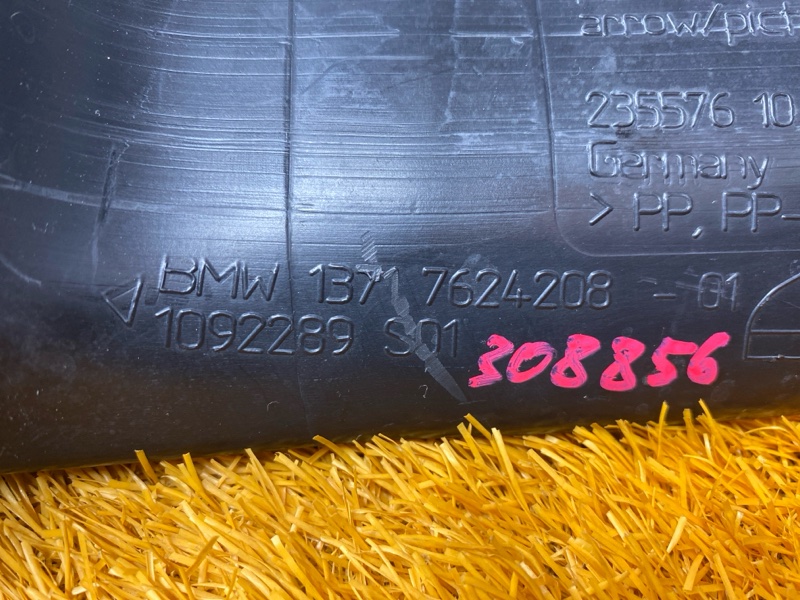 arrow/pict
235576 10
Germany
> PP, PP-
BMW 1371 7624208 - 01
1092289 S01
308856